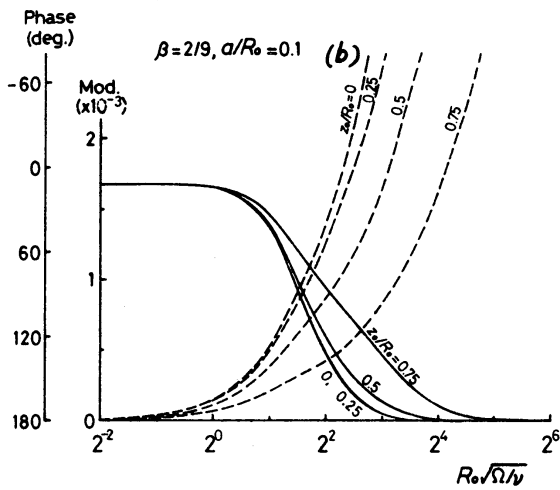 Phase
(deg.)
β=2/9, a/R₀=0.1
(b)
-60
0
60
120
180
Mod.
(x10⁻³)
2
1
0
z₀/R₀=0
0.25
0.5
0.75
z₀/R₀=0.75
0.5
0, 0.25
2⁻²
2⁰
2²
2⁴
2⁶
R₀√Ω/ν